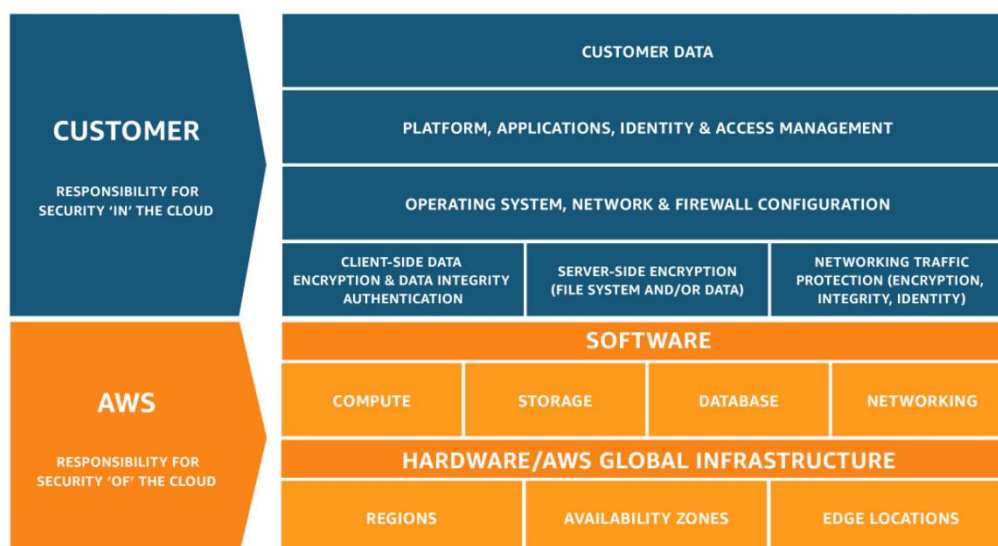 CUSTOMER
RESPONSIBILITY FOR
SECURITY ‘IN’ THE CLOUD
CUSTOMER DATA
PLATFORM, APPLICATIONS, IDENTITY & ACCESS MANAGEMENT
OPERATING SYSTEM, NETWORK & FIREWALL CONFIGURATION
CLIENT-SIDE DATA
ENCRYPTION & DATA INTEGRITY
AUTHENTICATION
SERVER-SIDE ENCRYPTION
(FILE SYSTEM AND/OR DATA)
NETWORKING TRAFFIC
PROTECTION (ENCRYPTION,
INTEGRITY, IDENTITY)
AWS
RESPONSIBILITY FOR
SECURITY ‘OF’ THE CLOUD
SOFTWARE
COMPUTE
STORAGE
DATABASE
NETWORKING
HARDWARE/AWS GLOBAL INFRASTRUCTURE
REGIONS
AVAILABILITY ZONES
EDGE LOCATIONS